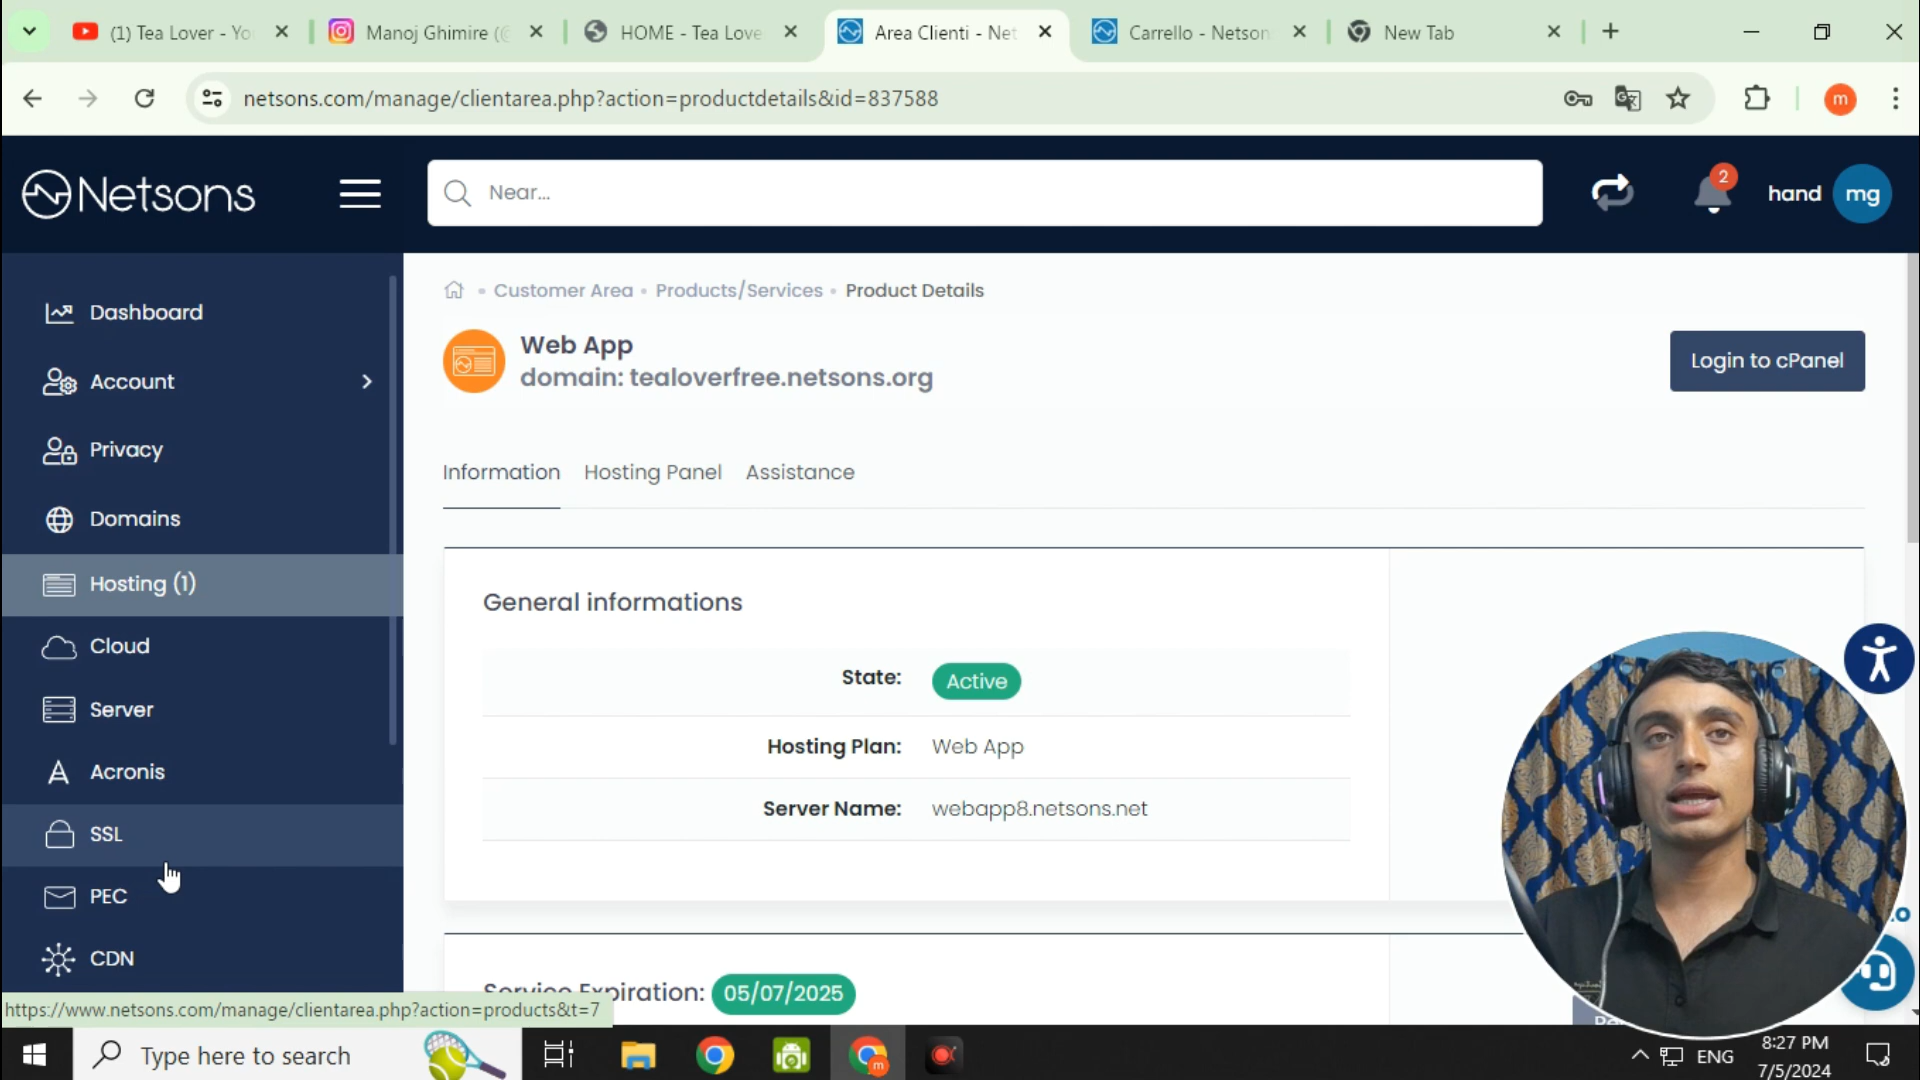 (1) Tea Lover - Yo
Manoj Ghimire (@
HOME - Tea Love
Area Clienti - Net
Carrello - Netson
New Tab
netsons.com/manage/clientarea.php?action=productdetails&id=837588
m
Netsons
Near...
2
hand
mg
Dashboard
Account
Privacy
Domains
Hosting (1)
Cloud
Server
Acronis
SSL
PEC
CDN
Customer Area • Products/Services • Product Details
Web App
domain: tealoverfree.netsons.org
Login to cPanel
Information
Hosting Panel
Assistance
General informations
State: Active
Hosting Plan: Web App
Server Name: webapp8.netsons.net
Service Expiration: 05/07/2025
https://www.netsons.com/manage/clientarea.php?action=products&t=7
Type here to search
ENG
8:27 PM
7/5/2024